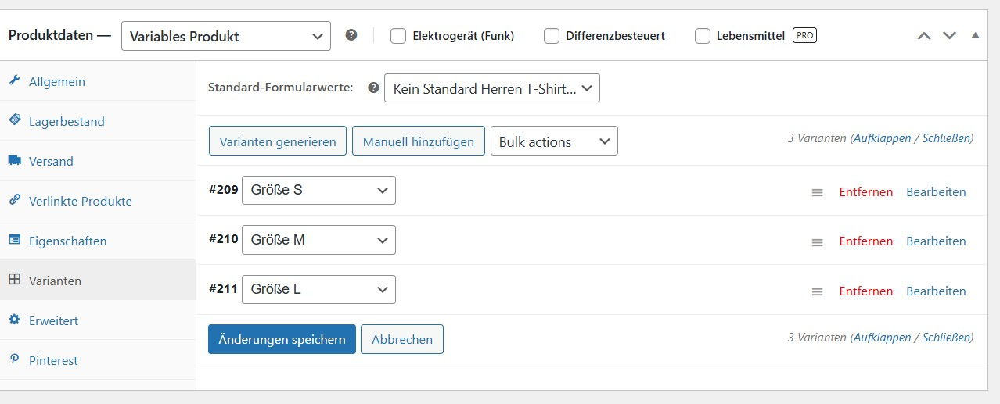 Produktdaten — Variables Produkt Elektrogerät (Funk) Differenzbesteuert Lebensmittel PRO
Allgemein
Lagerbestand
Versand
Verlinkte Produkte
Eigenschaften
Varianten
Erweitert
Pinterest
Standard-Formularwerte: Kein Standard Herren T-Shirt...
Varianten generieren Manuell hinzufügen Bulk actions 3 Varianten (Aufklappen / Schließen)
#209 Größe S Entfernen Bearbeiten
#210 Größe M Entfernen Bearbeiten
#211 Größe L Entfernen Bearbeiten
Änderungen speichern Abbrechen 3 Varianten (Aufklappen / Schließen)